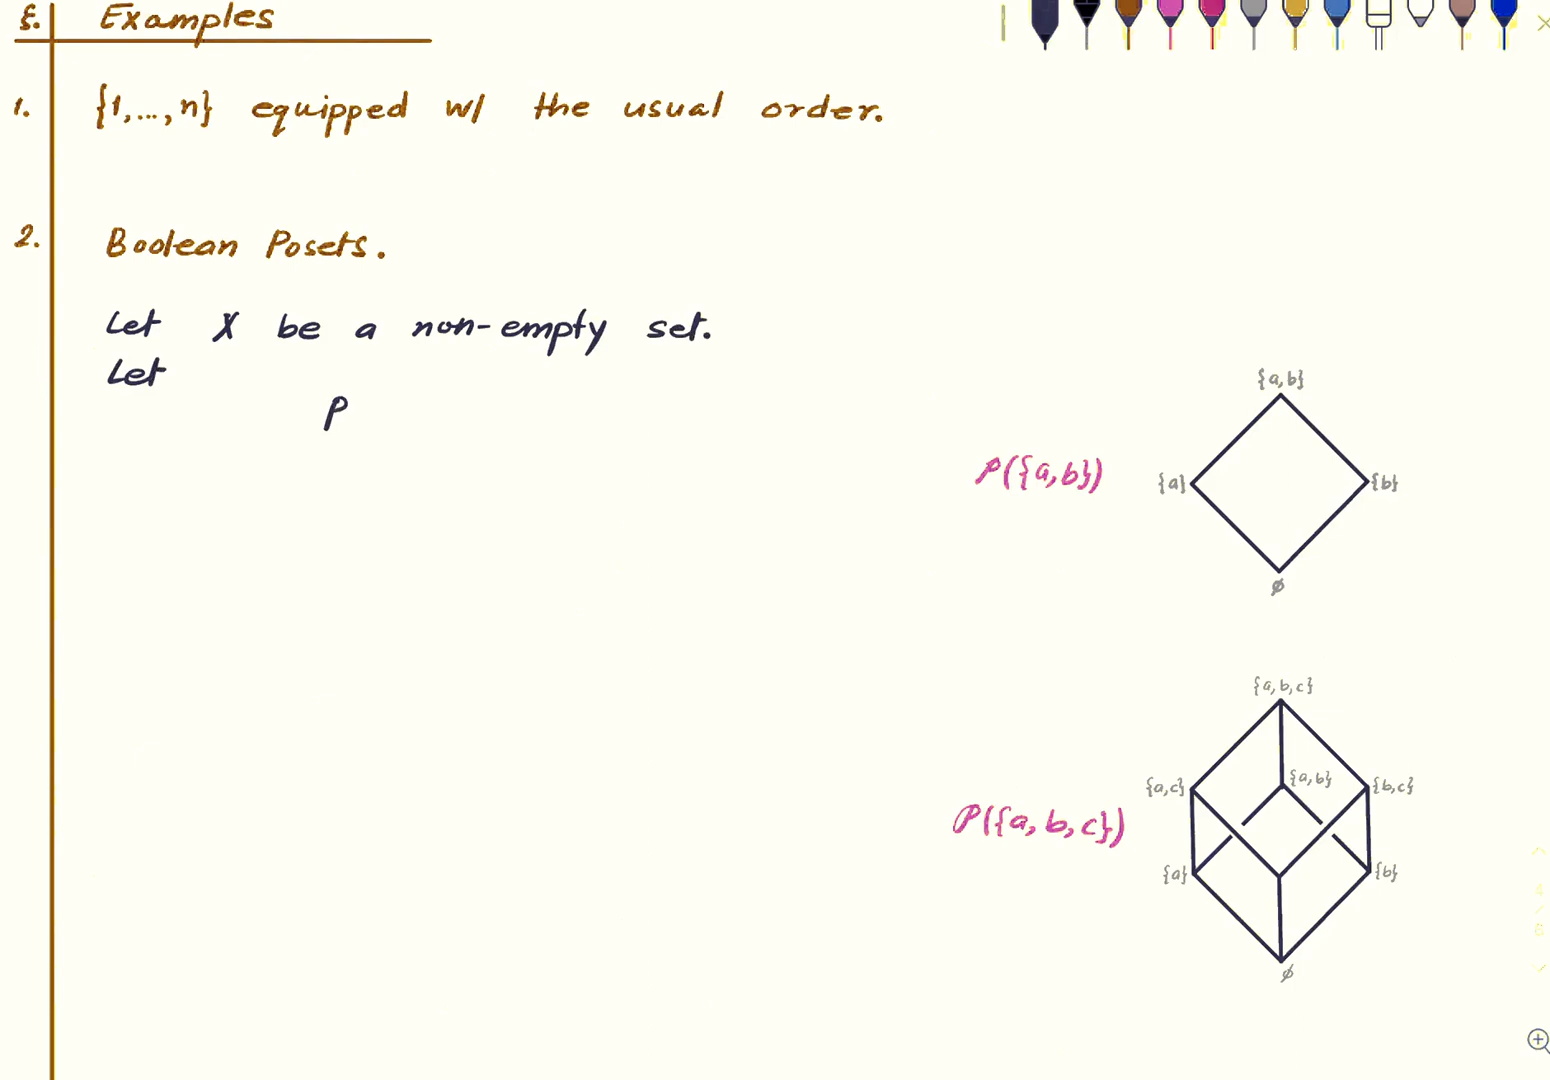 §. Examples
1. {1,...,n} equipped w/ the usual order.
2. Boolean Posets.
Let X be a non-empty set.
Let
P
{a,b}
P({a,b})
{a} {b}
∅
{a,b,c}
{a,c} {a,b} {b,c}
P({a,b,c})
{a} {b}
∅